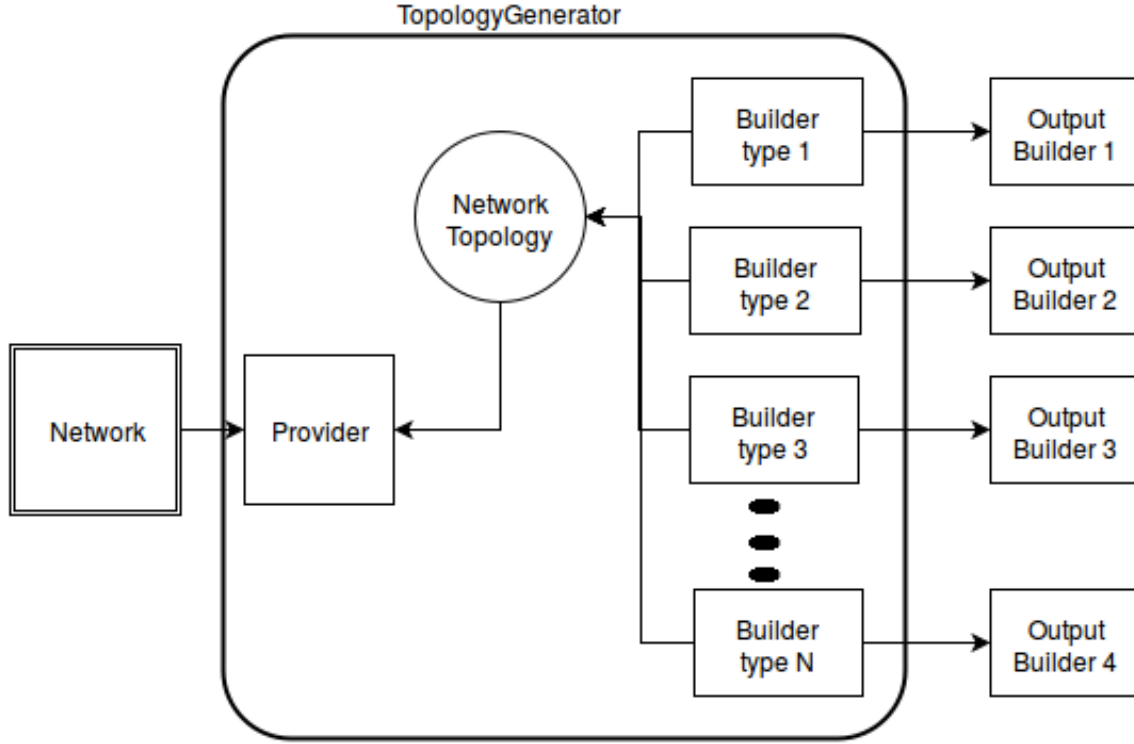 TopologyGenerator
Builder
type 1
Output
Builder 1
Network
Topology
Builder
type 2
Output
Builder 2
Network
Provider
Builder
type 3
Output
Builder 3
Builder
type N
Output
Builder 4